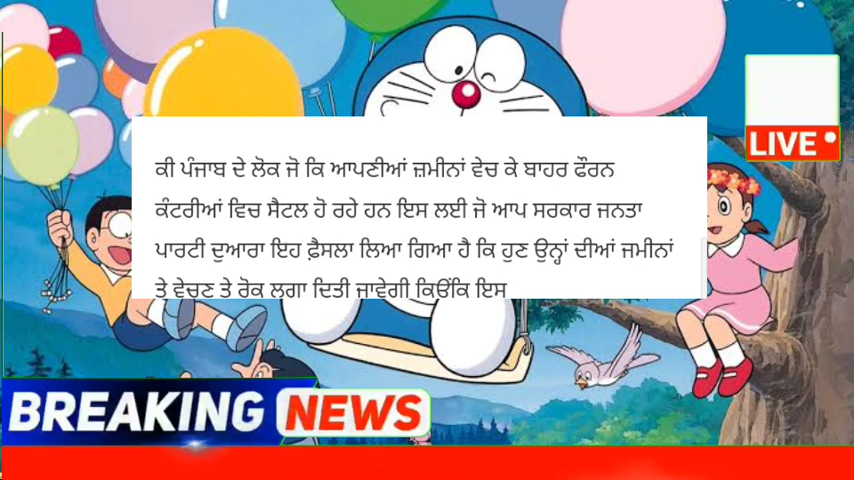 ਕੀ ਪੰਜਾਬ ਦੇ ਲੋਕ ਜੋ ਕਿ ਆਪਣੀਆਂ ਜ਼ਮੀਨਾਂ ਵੇਚ ਕੇ ਬਾਹਰ ਫੌਰਨ
ਕੰਟਰੀਆਂ ਵਿਚ ਸੈਟਲ ਹੋ ਰਹੇ ਹਨ ਇਸ ਲਈ ਜੋ ਆਪ ਸਰਕਾਰ ਜਨਤਾ
ਪਾਰਟੀ ਦੁਆਰਾ ਇਹ ਫ਼ੈਸਲਾ ਲਿਆ ਗਿਆ ਹੈ ਕਿ ਹੁਣ ਉਨ੍ਹਾਂ ਦੀਆਂ ਜਮੀਨਾਂ
ਤੇ ਵੇਚਣ ਤੇ ਰੋਕ ਲਗਾ ਦਿਤੀ ਜਾਵੇਗੀ ਕਿਉਂਕਿ ਇਸ
LIVE
BREAKING NEWS